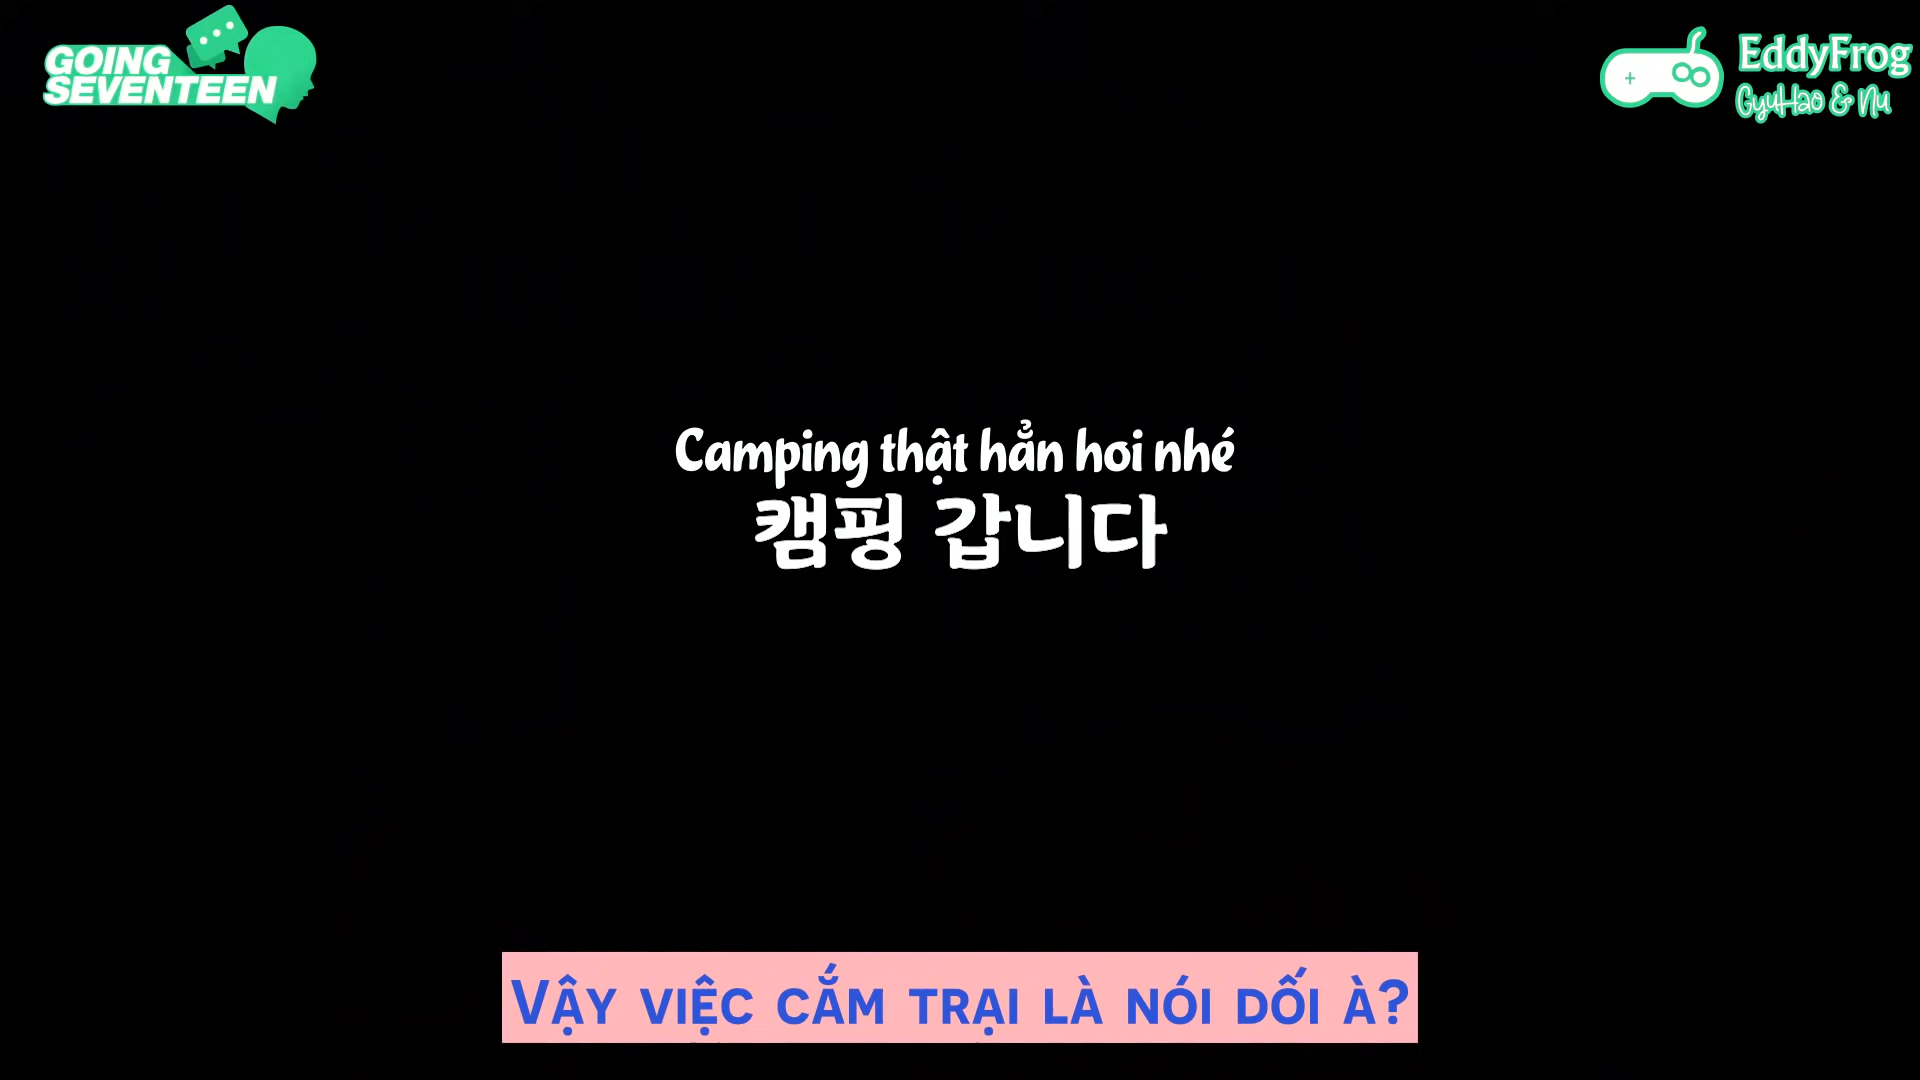 GOING
SEVENTEEN
EddyFrog
GyuHao & Nu
Camping thật hẳn hơi nhé
캠핑 갑니다
VẬY VIỆC CẮM TRẠI LÀ NÓI DỐI À?